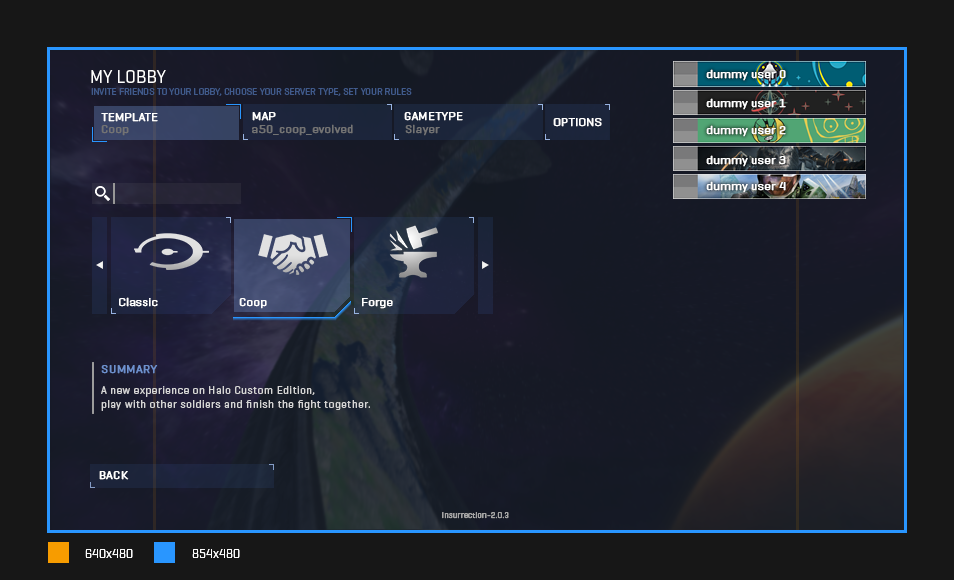 MY LOBBY
INVITE FRIENDS TO YOUR LOBBY, CHOOSE YOUR SERVER TYPE, SET YOUR RULES
TEMPLATE
Coop
MAP
a50_coop_evolved
GAMETYPE
Slayer
OPTIONS
dummy user 0
dummy user 1
dummy user 2
dummy user 3
dummy user 4
Classic
Coop
Forge
SUMMARY
A new experience on Halo Custom Edition,
play with other soldiers and finish the fight together.
BACK
Insurrection-2.0.3
640x480
854x480